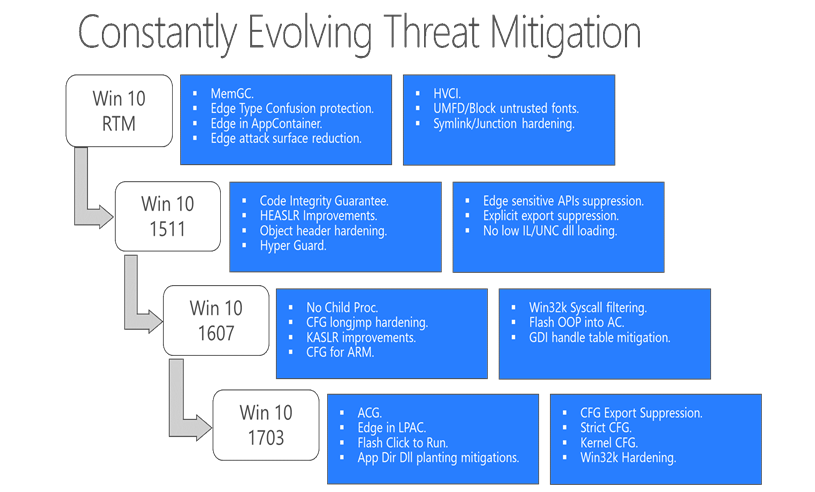 Constantly Evolving Threat Mitigation
Win 10
RTM
▪ MemGC.
▪ Edge Type Confusion protection.
▪ Edge in AppContainer.
▪ Edge attack surface reduction.
▪ HVCI.
▪ UMFD/Block untrusted fonts.
▪ Symlink/Junction hardening.
Win 10
1511
▪ Code Integrity Guarantee.
▪ HEASLR Improvements.
▪ Object header hardening.
▪ Hyper Guard.
▪ Edge sensitive APIs suppression.
▪ Explicit export suppression.
▪ No low IL/UNC dll loading.
Win 10
1607
▪ No Child Proc.
▪ CFG longjmp hardening.
▪ KASLR improvements.
▪ CFG for ARM.
▪ Win32k Syscall filtering.
▪ Flash OOP into AC.
▪ GDI handle table mitigation.
Win 10
1703
▪ ACG.
▪ Edge in LPAC.
▪ Flash Click to Run.
▪ App Dir Dll planting mitigations.
▪ CFG Export Suppression.
▪ Strict CFG.
▪ Kernel CFG.
▪ Win32k Hardening.